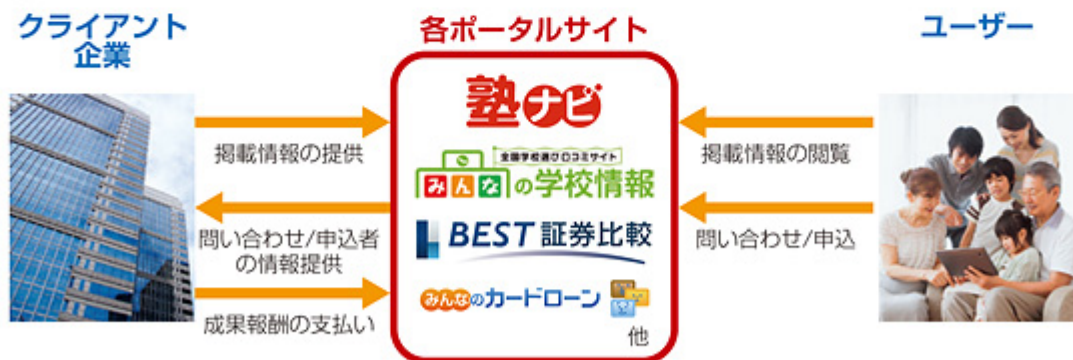 クライアント
企業
各ポータルサイト
ユーザー
掲載情報の提供
問い合わせ/申込者
の情報提供
成果報酬の支払い
塾ナビ
全国学校選び口コミサイト
みんなの学校情報
BEST 証券比較
みんなのカードローン
他
掲載情報の閲覧
問い合わせ/申込